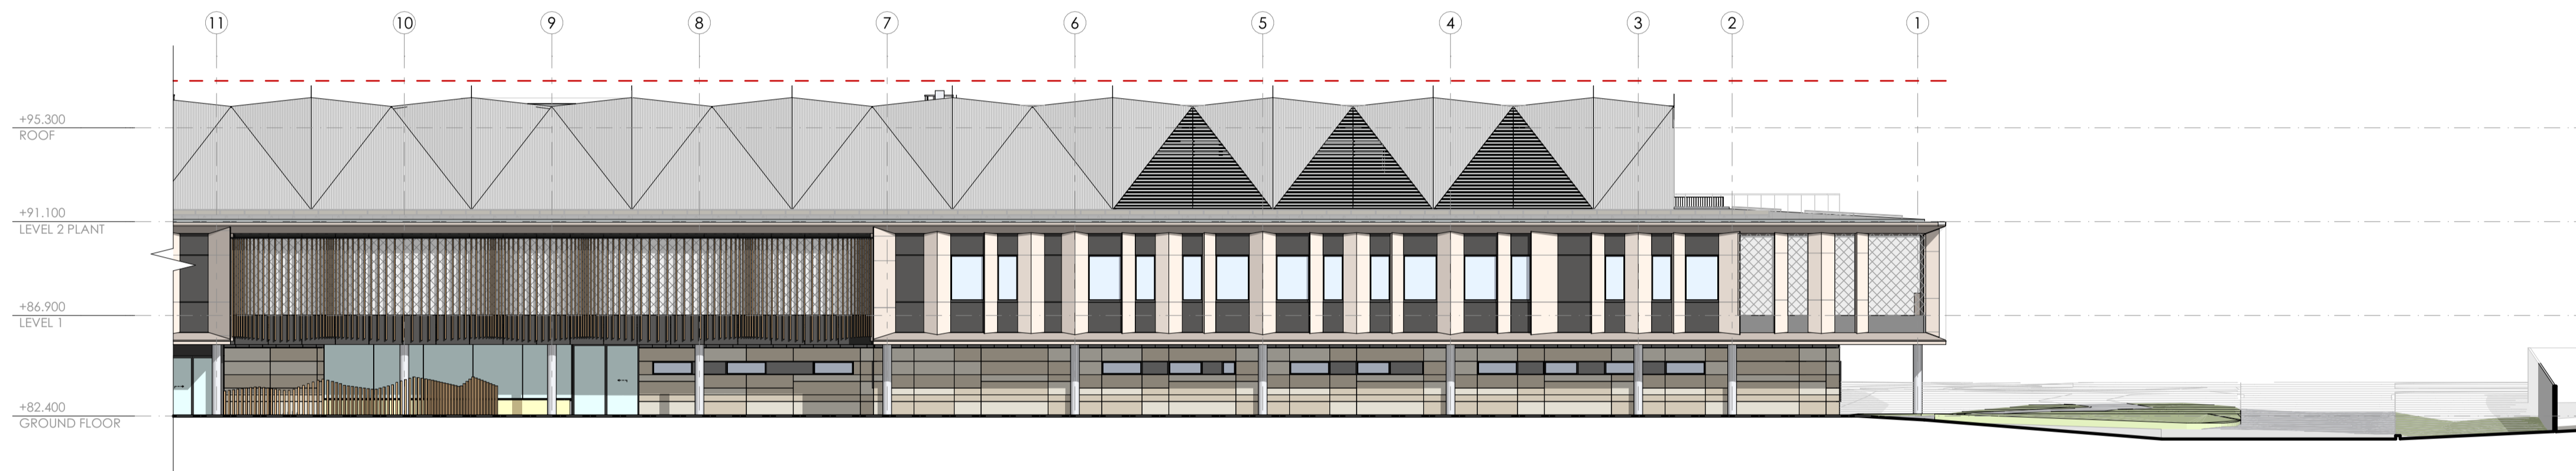 11 10 9 8 7 6 5 4 3 2 1
+95.300
ROOF
+91.100
LEVEL 2 PLANT
+86.900
LEVEL 1
+82.400
GROUND FLOOR